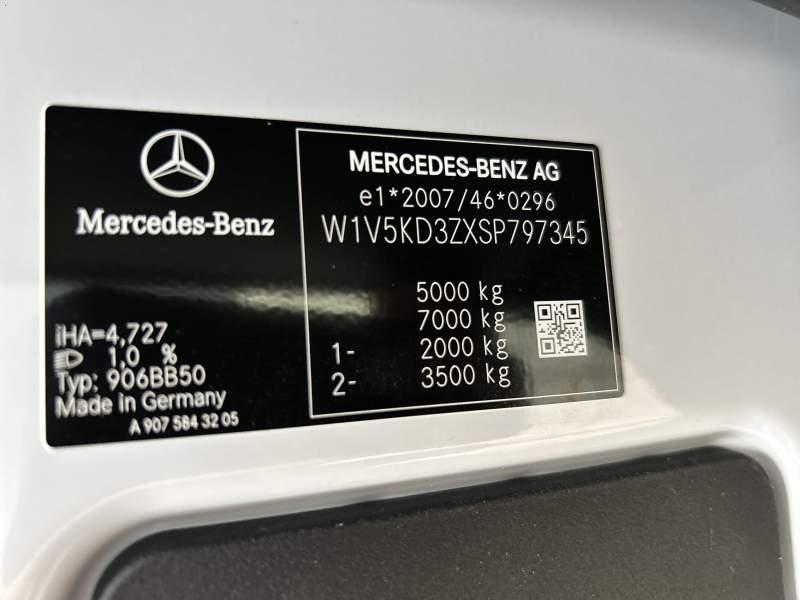 Mercedes-Benz
iHA=4,727
1,0 %
Typ: 906BB50
Made in Germany
A 907 584 32 05
MERCEDES-BENZ AG
e1*2007/46*0296
W1V5KD3ZXSP797345
5000 kg
7000 kg
1- 2000 kg
2- 3500 kg